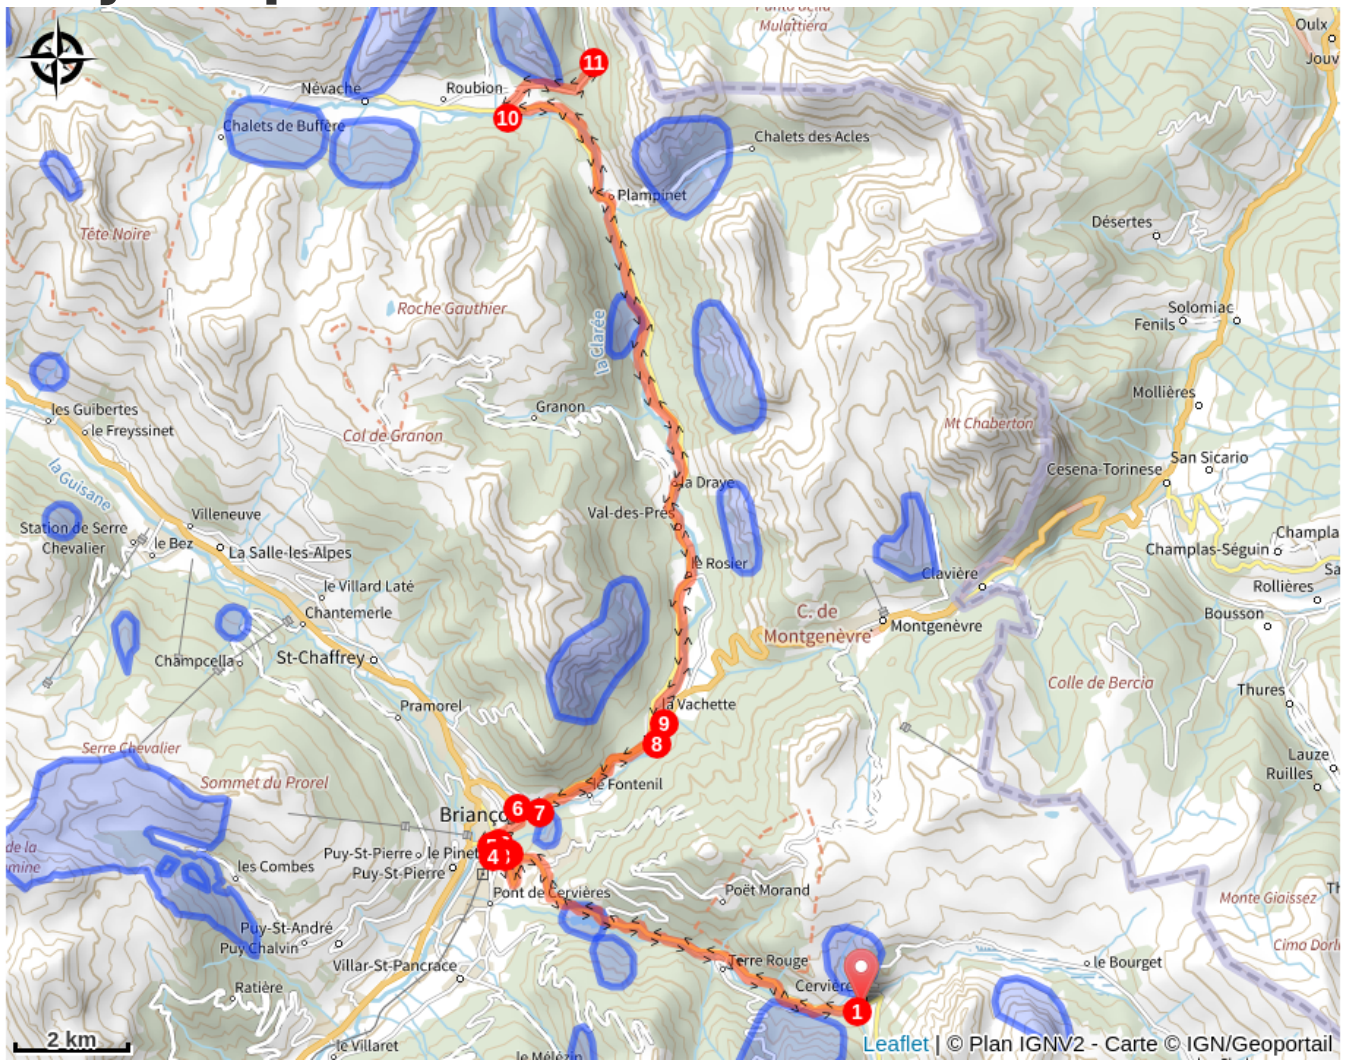 Punta Bella
Mulattiera
Oulx
Jouv
Névache
Roubion
11
10
Chalets de Buffère
Chalets des Acles
Plampinet
Tête Noire
Désertes
Roche Gauthier
la Clarée
Solomiac
Fenils
Mollières
les Guibertes
le Freyssinet
Granon
Col de Granon
Mt Chaberton
la Guisane
San Sicario
Cesena-Torinese
la Draye
Villeneuve
Val-des-Prés
Station de Serre
Chevalier
le Bez
La Salle-les-Alpes
Champla
Champlas-Séguin
le Rosier
Clavière
Sa
Rollières
le Villard Laté
Chantemerle
C. de
Montgenèvre
Montgenèvre
Bousson
Champcella
St-Chaffrey
Colle de Bercia
Thures
Pramorel
la Vachette
9
8
Serre Chevalier
Sommet du Prorel
Lauze
Ruilles
le Fontenil
6
7
Brianço
de la
mine
Puy-St-Pierre
le Pinet
4
les Combes
Puy-St-Pierre
Pont de Cervières
Poët Morand
Monte Giaissez
Th
Puy-St-André
Puy Chalvin
Cima Dorl
Villar-St-Pancrace
Terre Rouge
le Bourget
Ratière
Cervière
1
2 km
le Villaret
le Mélézin
Leaflet | © Plan IGNV2 - Carte © IGN/Geoportail